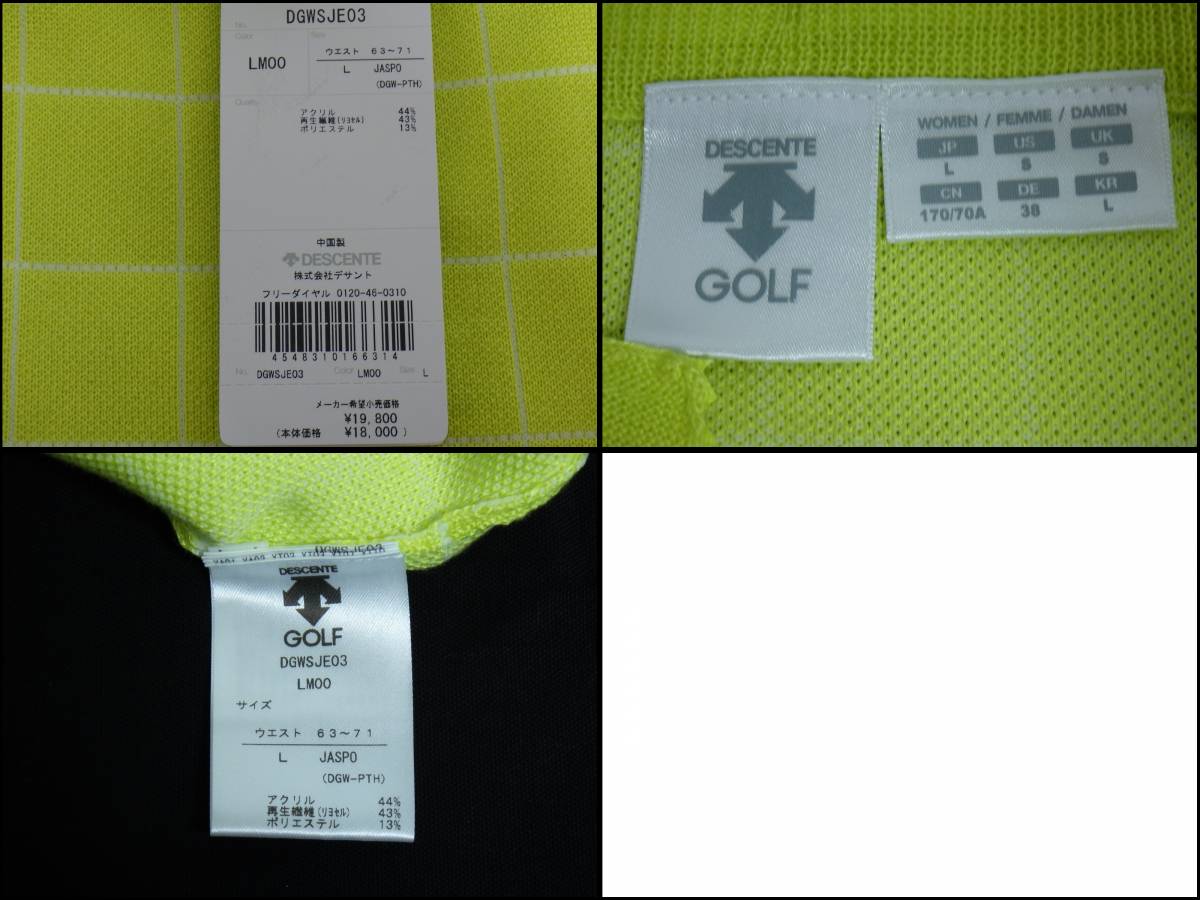 No.
DGWSJE03
Color
Size
LM00
ウエスト 63〜71
L JASPO
(DGW-PTH)
Quality
アクリル 44%
再生繊維(リヨセル) 43%
ポリエステル 13%
中国製
DESCENTE
株式会社デサント
フリーダイヤル 0120-46-0310
4548310166314
No. DGWSJE03 Color LM00 Size L
メーカー希望小売価格
¥19,800
(本体価格 ¥18,000)
DESCENTE
GOLF
WOMEN / FEMME / DAMEN
JP US UK
L S S
CN DE KR
170/70A 38 L
DGWSJE03
DESCENTE
GOLF
DGWSJE03
LM00
サイズ
ウエスト 63〜71
L JASPO
(DGW-PTH)
アクリル 44%
再生繊維(リヨセル) 43%
ポリエステル 13%